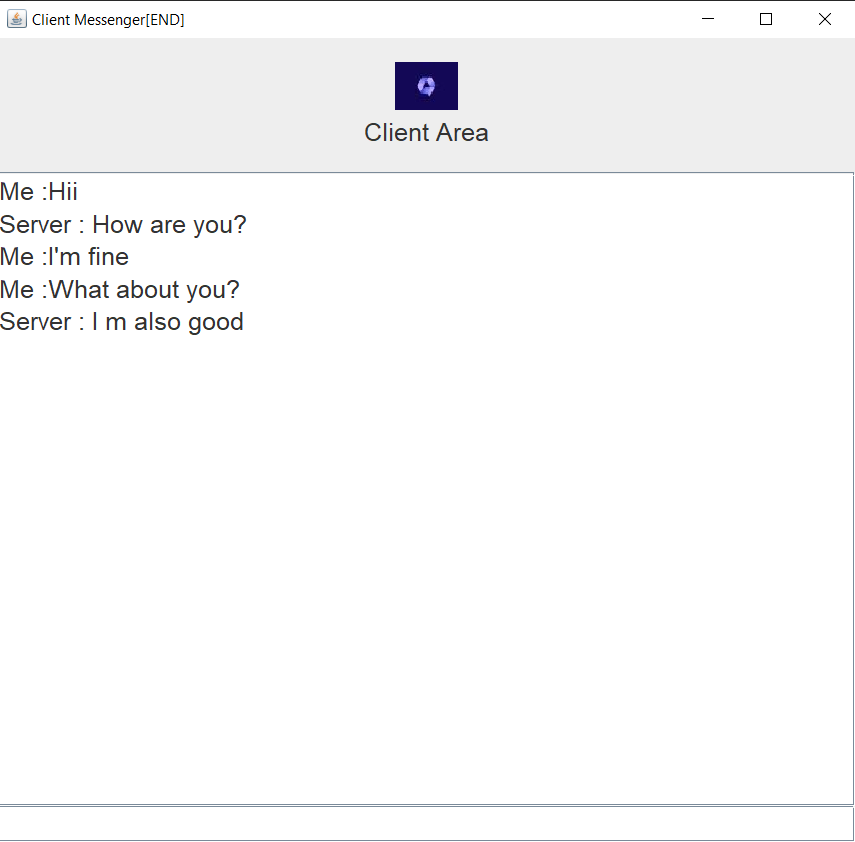 Client Messenger[END]
Client Area
Me :Hii
Server : How are you?
Me :I'm fine
Me :What about you?
Server : I m also good